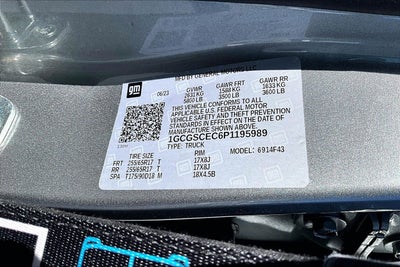 gm
MFD BY GENERAL MOTORS LLC
06/23
GVWR GAWR FRT GAWR RR
2631 KG 1588 KG 1633 KG
5800 LB 3500 LB 3600 LB
THIS VEHICLE CONFORMS TO ALL
APPLICABLE U.S. FEDERAL MOTOR
VEHICLE SAFETY AND THEFT PREVENTION
STANDARDS IN EFFECT ON THE DATE OF
MANUFACTURE SHOWN ABOVE.
1GCGSCEC6P1195989
TYPE: TRUCK
MODEL: 6914F43
TIRE SIZE RIM
FRT 255/65R17 T 17X8J
RR 255/65R17 T 17X8J
SPA T175/90D18 M 18X4.5B